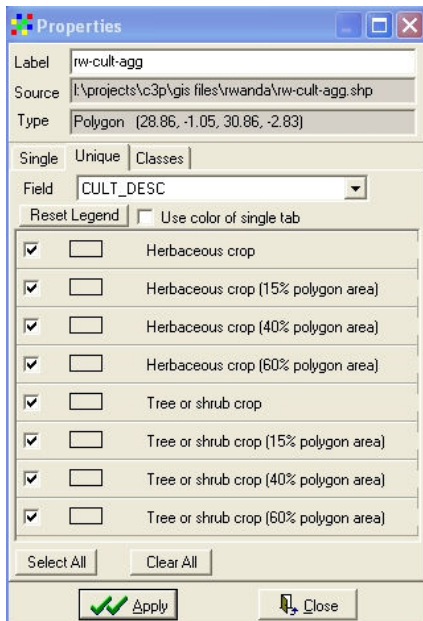 Properties
Label rw-cult-agg
Source I:\projects\c3p\gis files\rwanda\rw-cult-agg.shp
Type Polygon (28.86, -1.05, 30.86, -2.83)
Single Unique Classes
Field CULT_DESC
Reset Legend Use color of single tab
Herbaceous crop
Herbaceous crop (15% polygon area)
Herbaceous crop (40% polygon area)
Herbaceous crop (60% polygon area)
Tree or shrub crop
Tree or shrub crop (15% polygon area)
Tree or shrub crop (40% polygon area)
Tree or shrub crop (60% polygon area)
Select All Clear All
Apply Close